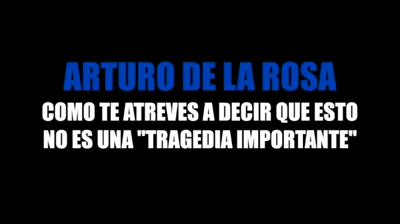 ARTURO DE LA ROSA
COMO TE ATREVES A DECIR QUE ESTO
NO ES UNA "TRAGEDIA IMPORTANTE"